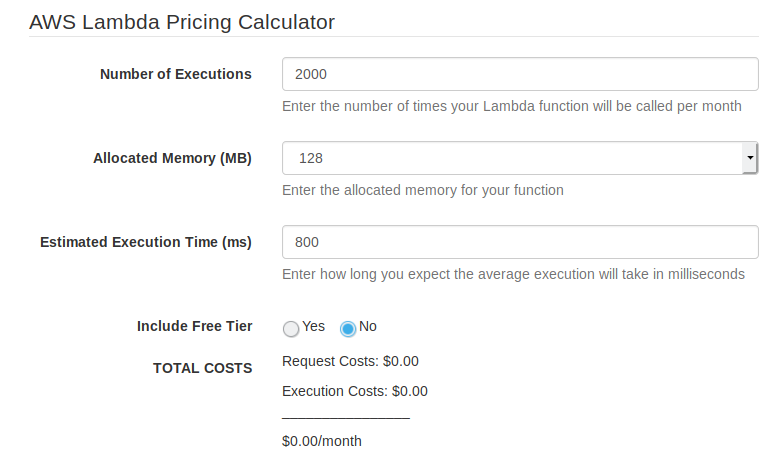 AWS Lambda Pricing Calculator
Number of Executions
2000
Enter the number of times your Lambda function will be called per month
Allocated Memory (MB)
128
Enter the allocated memory for your function
Estimated Execution Time (ms)
800
Enter how long you expect the average execution will take in milliseconds
Include Free Tier
Yes No
TOTAL COSTS
Request Costs: $0.00
Execution Costs: $0.00
$0.00/month